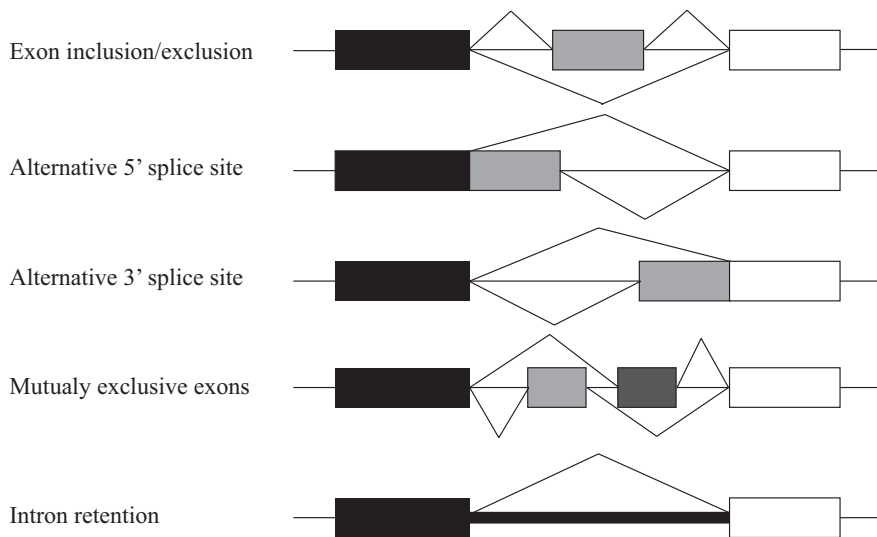 Exon inclusion/exclusion
Alternative 5’ splice site
Alternative 3’ splice site
Mutualy exclusive exons
Intron retention